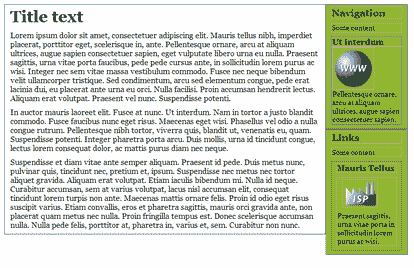 Title text
Lorem ipsum dolor sit amet, consectetuer adipiscing elit. Mauris tellus nibh, imperdiet
placerat, porttitor eget, scelerisque in, ante. Pellentesque ornare, arcu at aliquam
ultrices, augue sapien consectetuer sapien, eget vulputate libero urna eu nulla. Praesent
sagittis, urna vitae porta faucibus, pede pede cursus ante, in sollicitudin lorem purus ac
wisi. Integer nec sem vitae massa vestibulum commodo. Fusce nec neque bibendum
velit ullamcorper tristique. Sed condimentum, arcu sed elementum congue, pede erat
lacinia dui, eu placerat ante urna eu orci. Nulla facilisi. Proin accumsan hendrerit lectus.
Aliquam erat volutpat. Praesent vel nunc. Suspendisse potenti.
In auctor mauris laoreet elit. Fusce at nunc. Ut interdum. Nam in tortor a justo blandit
commodo. Fusce faucibus nunc eget risus. Maecenas eget wisi. Phasellus vel odio a nulla
congue rutrum. Pellentesque nibh tortor, viverra quis, blandit ut, venenatis eu, quam.
Suspendisse potenti. Integer pharetra porta arcu. Duis mollis, urna id tincidunt congue,
lectus lorem consequat dolor, ac mattis purus diam nec neque.
Suspendisse et diam vitae ante semper aliquam. Praesent id pede. Duis metus nunc,
pulvinar quis, tincidunt nec, pretium et, ipsum. Suspendisse nec metus nec tortor
aliquet gravida. Aliquam erat volutpat. Etiam iaculis bibendum mi. Nulla id neque.
Curabitur accumsan, sem at varius volutpat, lacus nisl accumsan elit, consequat
tincidunt lorem turpis non ante. Maecenas mattis ornare felis. Proin id odio eget risus
suscipit varius. Etiam convallis, eros et pharetra sagittis, mauris orci gravida ante, non
placerat quam metus nec nulla. Proin fringilla tempus est. Donec scelerisque accumsan
nulla. Nulla pede felis, porttitor at, pharetra in, varius et, sem. Curabitur non nunc.
Navigation
Some content
Ut interdum
WWW
Pellentesque ornare,
arcu at aliquam
ultrices, augue sapien
consectetuer sapien.
Links
Some content
Mauris Tellus
ISP
Praesent sagittis,
urna vitae porta in
sollicitudin lorem
purus ac wisi.